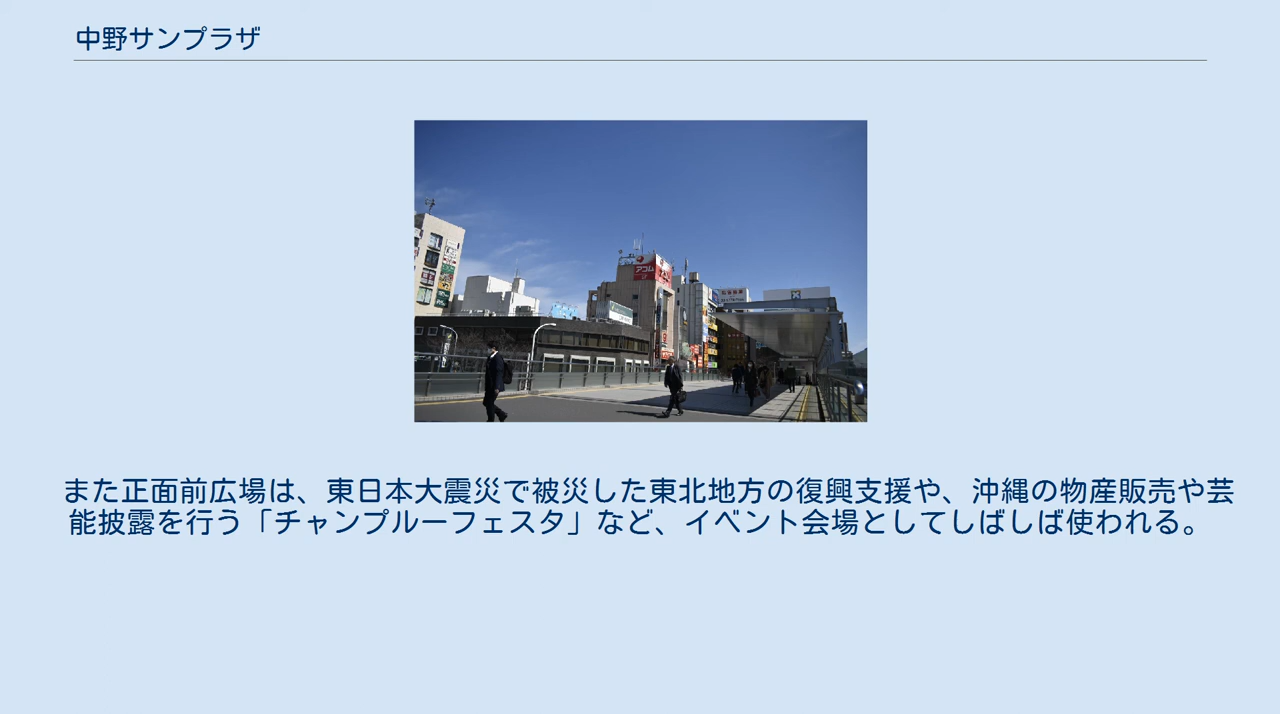 中野サンプラザ
アコム
また正面前広場は、東日本大震災で被災した東北地方の復興支援や、沖縄の物産販売や芸
能披露を行う「チャンプルーフェスタ」など、イベント会場としてしばしば使われる。